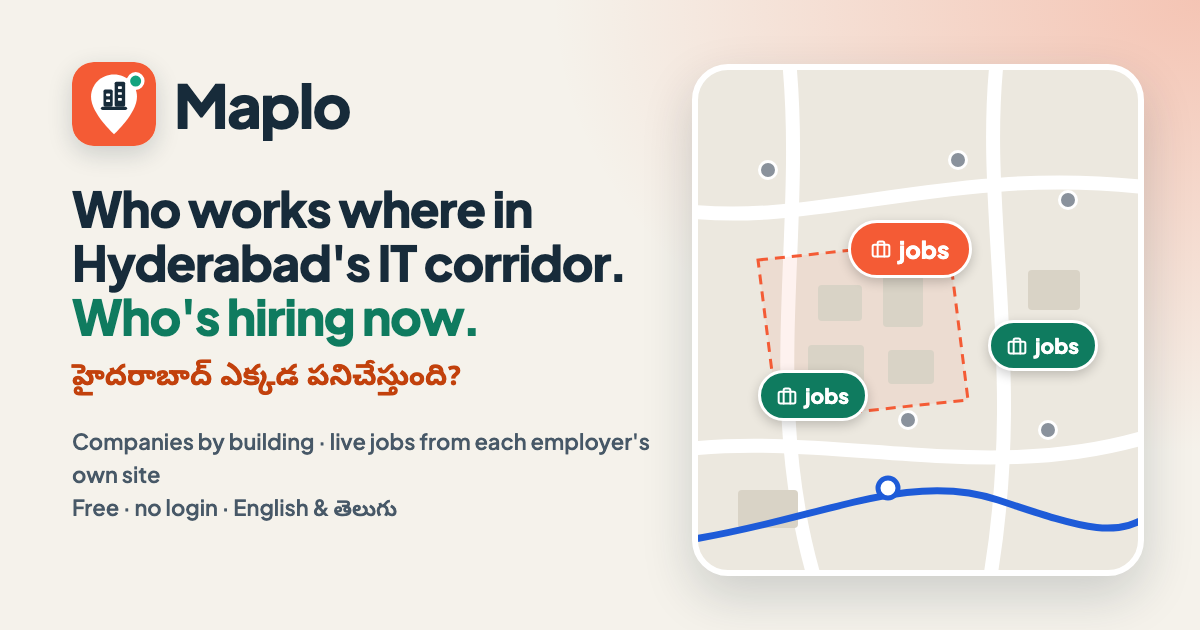 Maplo
Who works where in
Hyderabad's IT corridor.
Who's hiring now.
హైదరాబాద్ ఎక్కడ పనిచేస్తుంది?
Companies by building · live jobs from each employer's
own site
Free · no login · English & తెలుగు
jobs
jobs
jobs